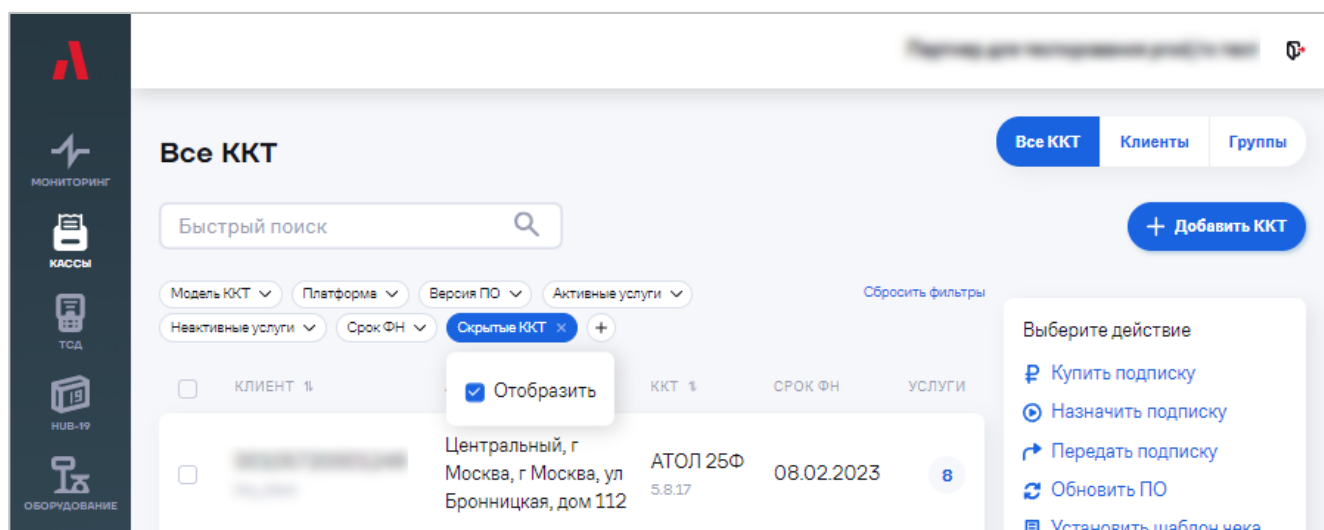 МОНИТОРИНГ
КАССЫ
ТСД
HUB-19
ОБОРУДОВАНИЕ
Все ККТ
Все ККТ Клиенты Группы
Быстрый поиск
+ Добавить ККТ
Модель ККТ Платформа Версия ПО Активные услуги Сбросить фильтры
Неактивные услуги Срок ФН Скрытые ККТ × +
Отобразить
КЛИЕНТ ККТ СРОК ФН УСЛУГИ
Центральный, г
Москва, г Москва, ул
Бронницкая, дом 112
АТОЛ 25Ф
5.8.17
08.02.2023
8
Выберите действие
Купить подписку
Назначить подписку
Передать подписку
Обновить ПО
Установить шаблон чека